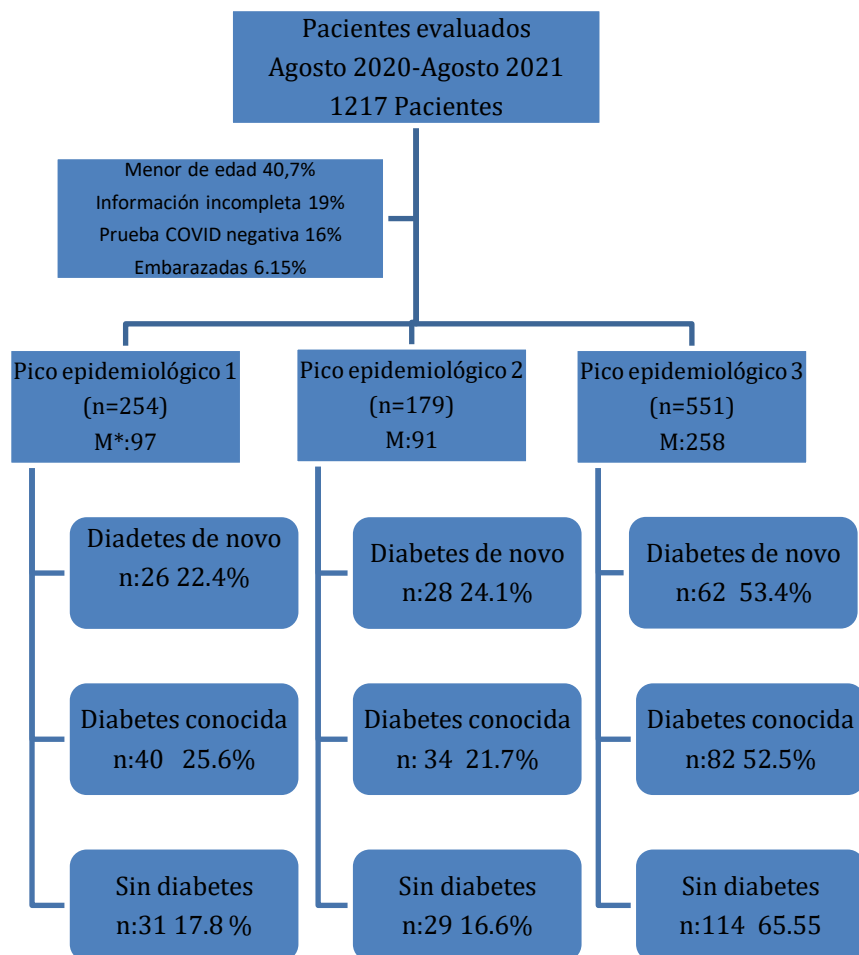 Pacientes evaluados
Agosto 2020-Agosto 2021
1217 Pacientes
Menor de edad 40,7%
Información incompleta 19%
Prueba COVID negativa 16%
Embarazadas 6.15%
Pico epidemiológico 1
(n=254)
M*:97
Pico epidemiológico 2
(n=179)
M:91
Pico epidemiológico 3
(n=551)
M:258
Diadetes de novo
n:26 22.4%
Diabetes de novo
n:28 24.1%
Diabetes de novo
n:62 53.4%
Diabetes conocida
n:40 25.6%
Diabetes conocida
n: 34 21.7%
Diabetes conocida
n:82 52.5%
Sin diabetes
n:31 17.8 %
Sin diabetes
n:29 16.6%
Sin diabetes
n:114 65.55